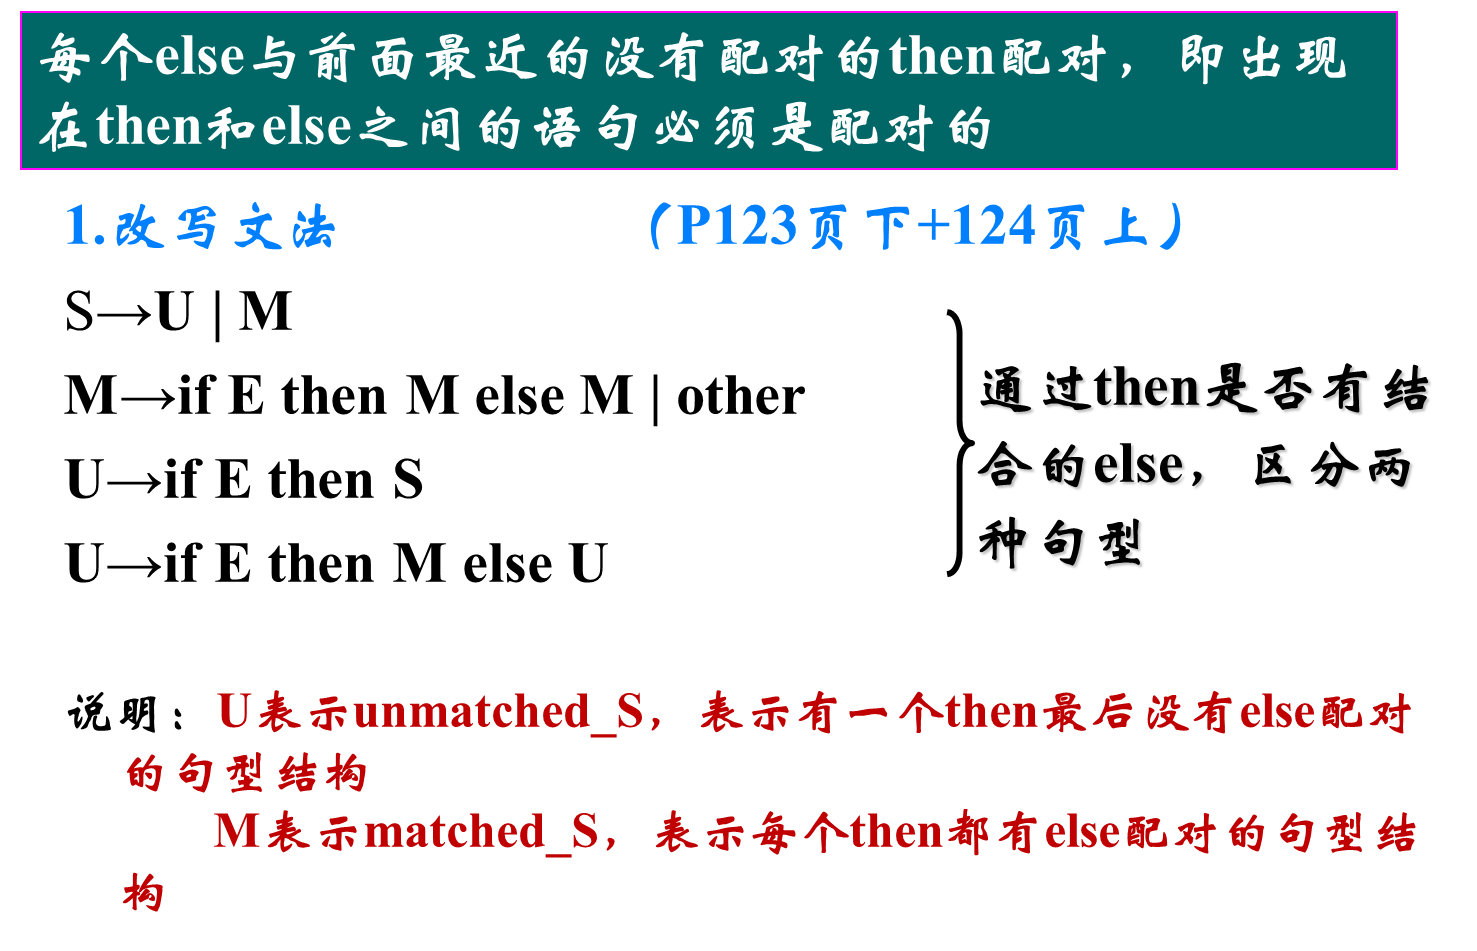 每个else与前面最近的没有配对的then配对，即出现
在then和else之间的语句必须是配对的
1.改写文法 （P123页下+124页上）
S→U | M
M→if E then M else M | other
U→if E then S
U→if E then M else U
通过then是否有结
合的else，区分两
种句型
说明：U表示unmatched_S，表示有一个then最后没有else配对
的句型结构
M表示matched_S，表示每个then都有else配对的句型结
构